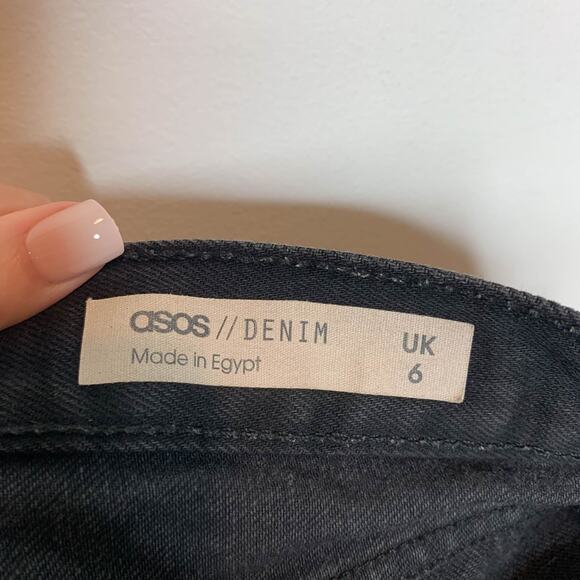 asos // DENIM
Made in Egypt
UK
6